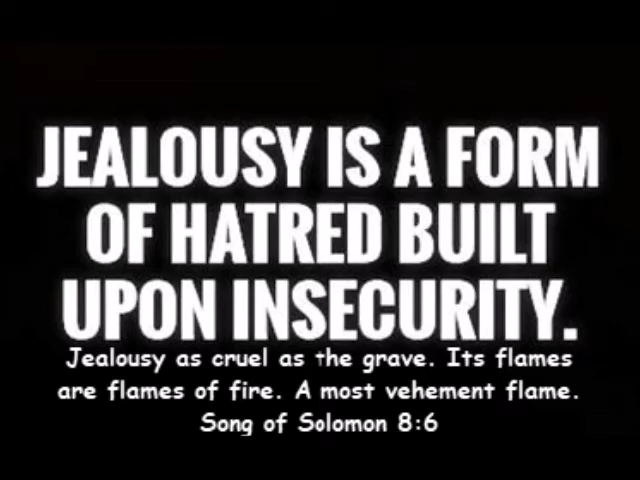 JEALOUSY IS A FORM
OF HATRED BUILT
UPON INSECURITY.
Jealousy as cruel as the grave. Its flames
are flames of fire. A most vehement flame.
Song of Solomon 8:6